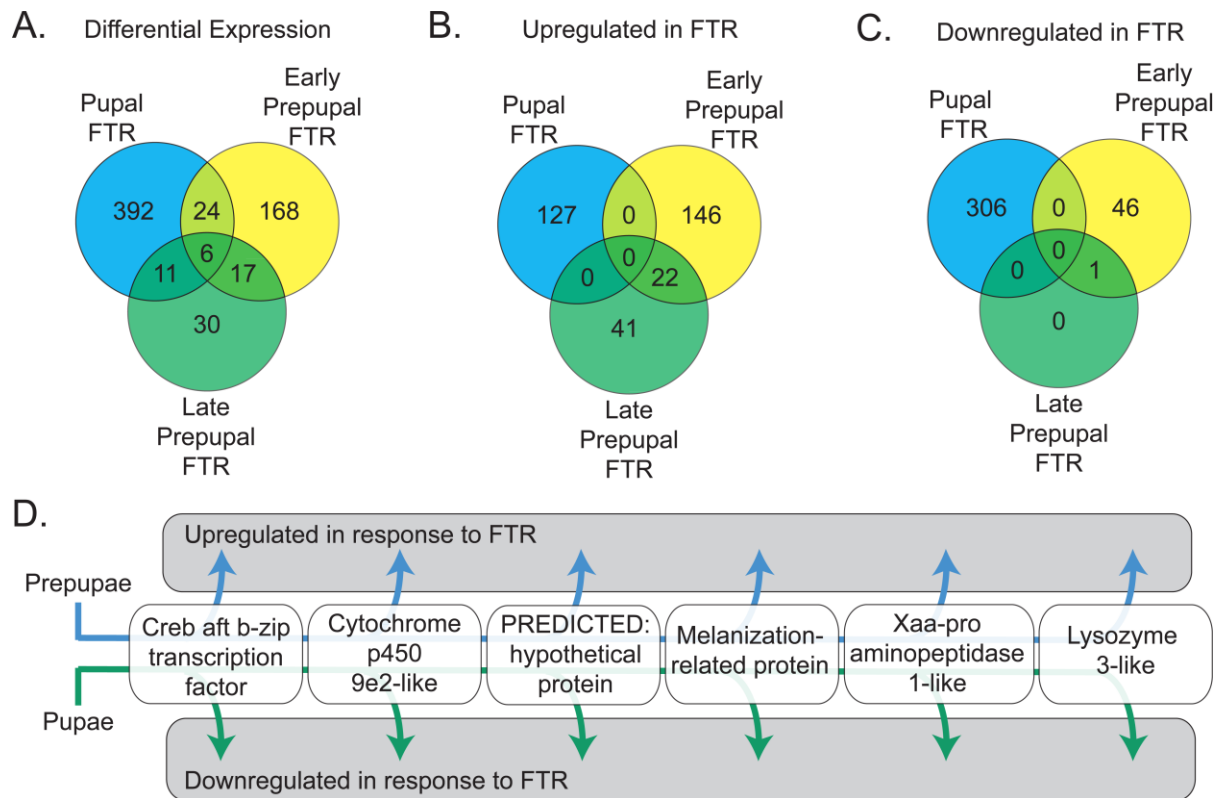 A. Differential Expression
Pupal
FTR
Early
Prepupal
FTR
392
24
168
6
11
17
30
Late
Prepupal
FTR
B. Upregulated in FTR
Pupal
FTR
Early
Prepupal
FTR
127
0
146
0
0
22
41
Late
Prepupal
FTR
C. Downregulated in FTR
Pupal
FTR
Early
Prepupal
FTR
306
0
46
0
0
1
0
Late
Prepupal
FTR
D.
Upregulated in response to FTR
Prepupae
Pupae
Creb aft b-zip
transcription
factor
Cytochrome
p450
9e2-like
PREDICTED:
hypothetical
protein
Melanization-
related protein
Xaa-pro
aminopeptidase
1-like
Lysozyme
3-like
Downregulated in response to FTR